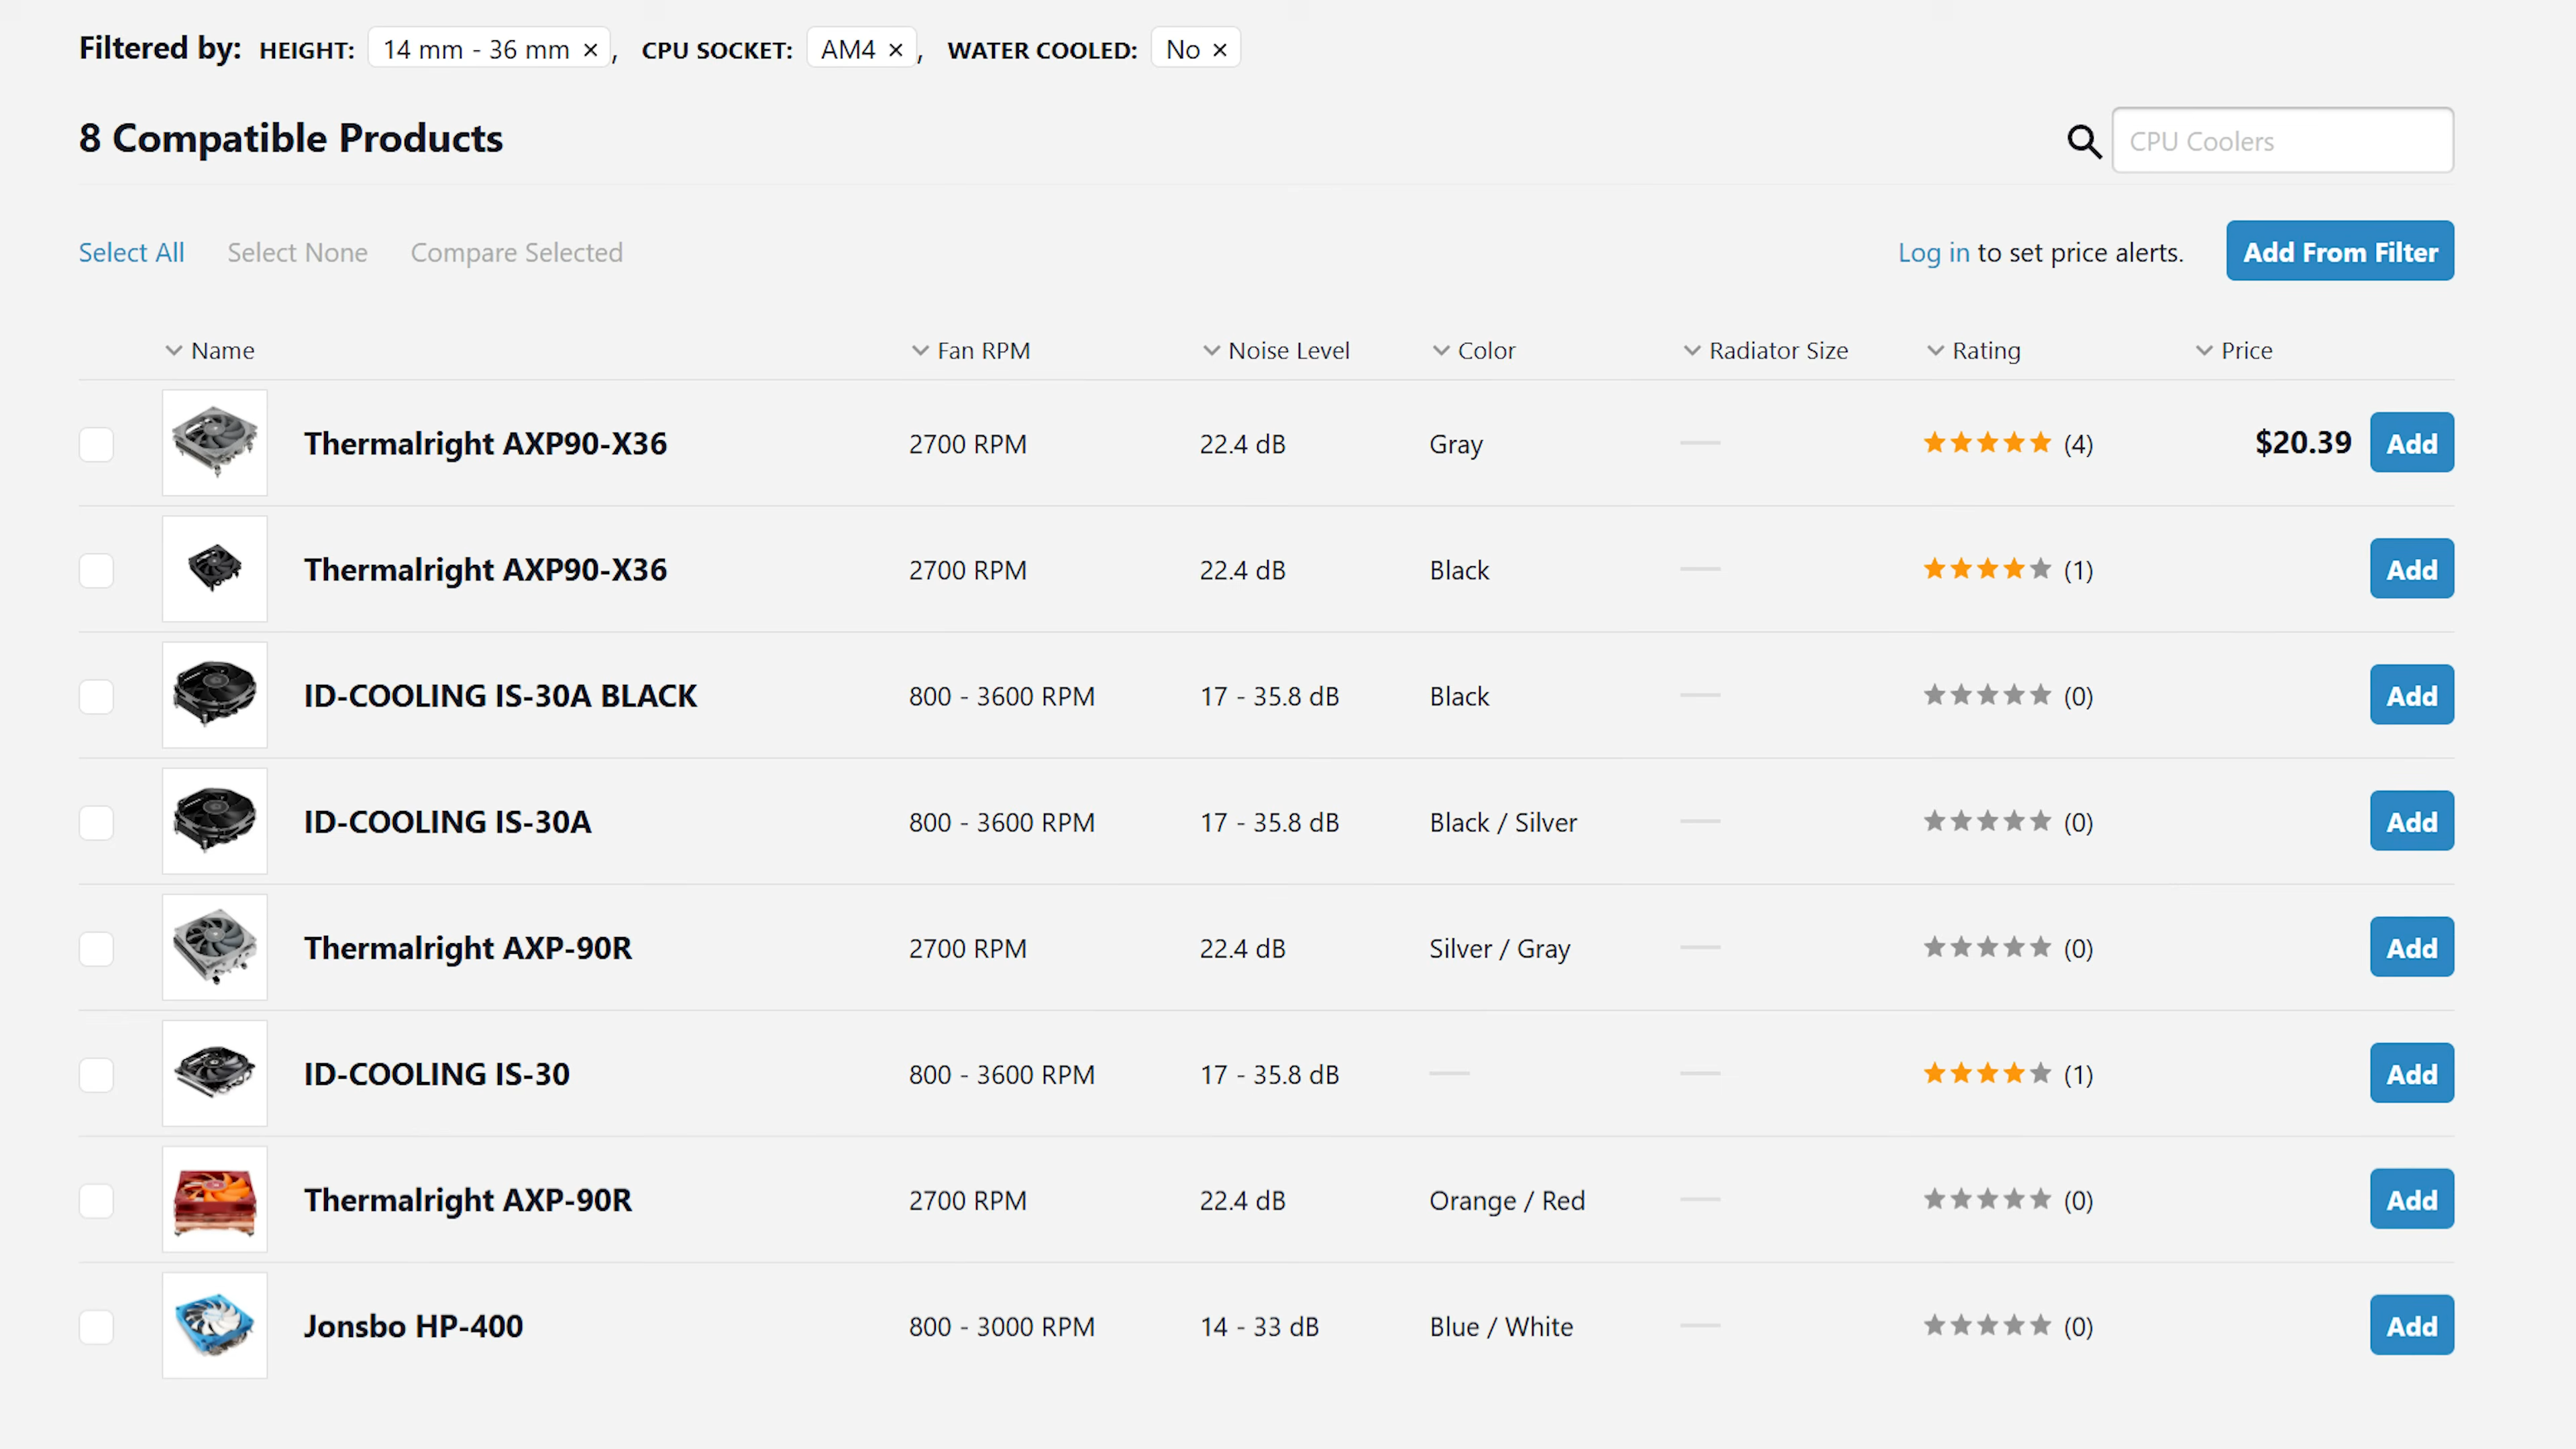 Filtered by: HEIGHT: 14 mm - 36 mm ×, CPU SOCKET: AM4 ×, WATER COOLED: No ×
8 Compatible Products
CPU Coolers
Select All Select None Compare Selected Log in to set price alerts. Add From Filter
Name Fan RPM Noise Level Color Radiator Size Rating Price
Thermalright AXP90-X36 2700 RPM 22.4 dB Gray — (4) $20.39 Add
Thermalright AXP90-X36 2700 RPM 22.4 dB Black — (1) Add
ID-COOLING IS-30A BLACK 800 - 3600 RPM 17 - 35.8 dB Black — (0) Add
ID-COOLING IS-30A 800 - 3600 RPM 17 - 35.8 dB Black / Silver — (0) Add
Thermalright AXP-90R 2700 RPM 22.4 dB Silver / Gray — (0) Add
ID-COOLING IS-30 800 - 3600 RPM 17 - 35.8 dB — — (1) Add
Thermalright AXP-90R 2700 RPM 22.4 dB Orange / Red — (0) Add
Jonsbo HP-400 800 - 3000 RPM 14 - 33 dB Blue / White — (0) Add